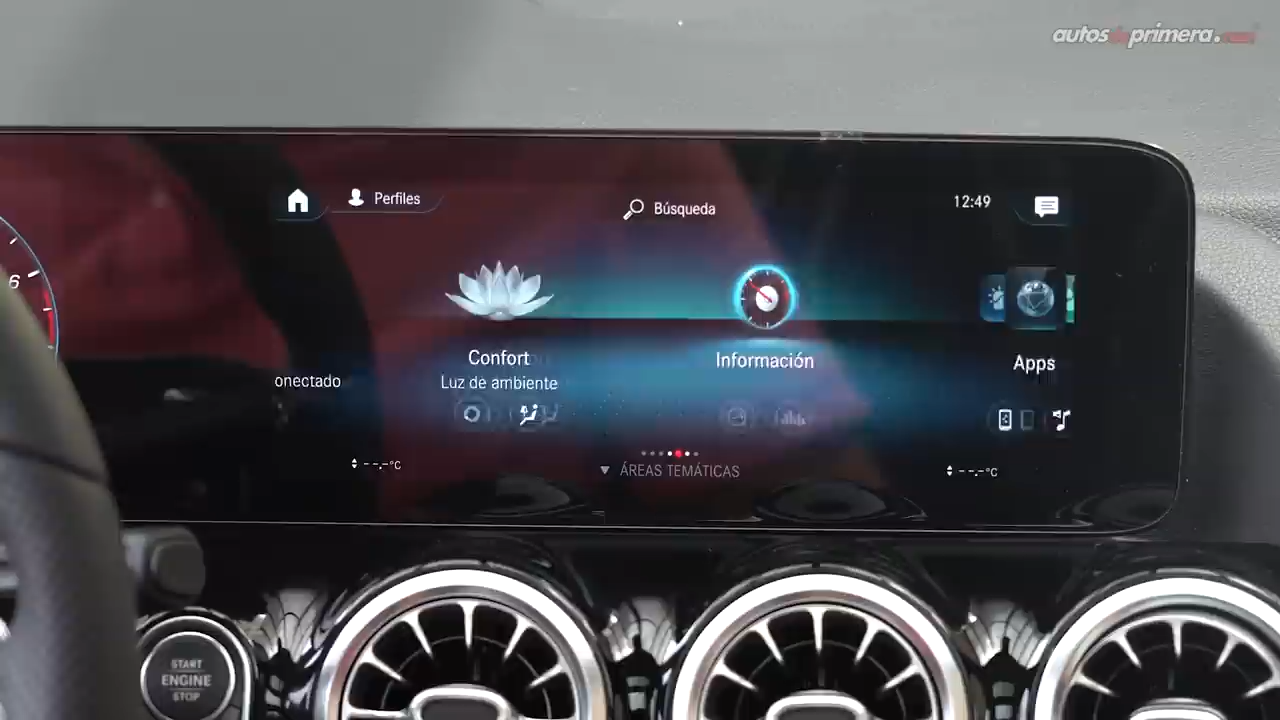 autosdeprimera.com
Perfiles
Búsqueda
12:49
6
Confort
Información
Apps
onectado
Luz de ambiente
--.-°C
ÁREAS TEMÁTICAS
--.-°C
START
ENGINE
STOP